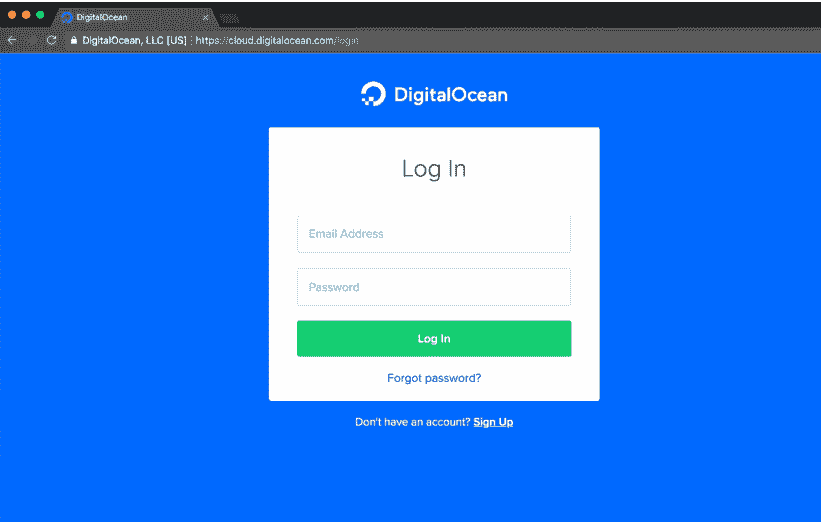 DigitalOcean
DigitalOcean, LLC [US] https://cloud.digitalocean.com/login
DigitalOcean
Log In
Email Address
Password
Log In
Forgot password?
Don't have an account? Sign Up